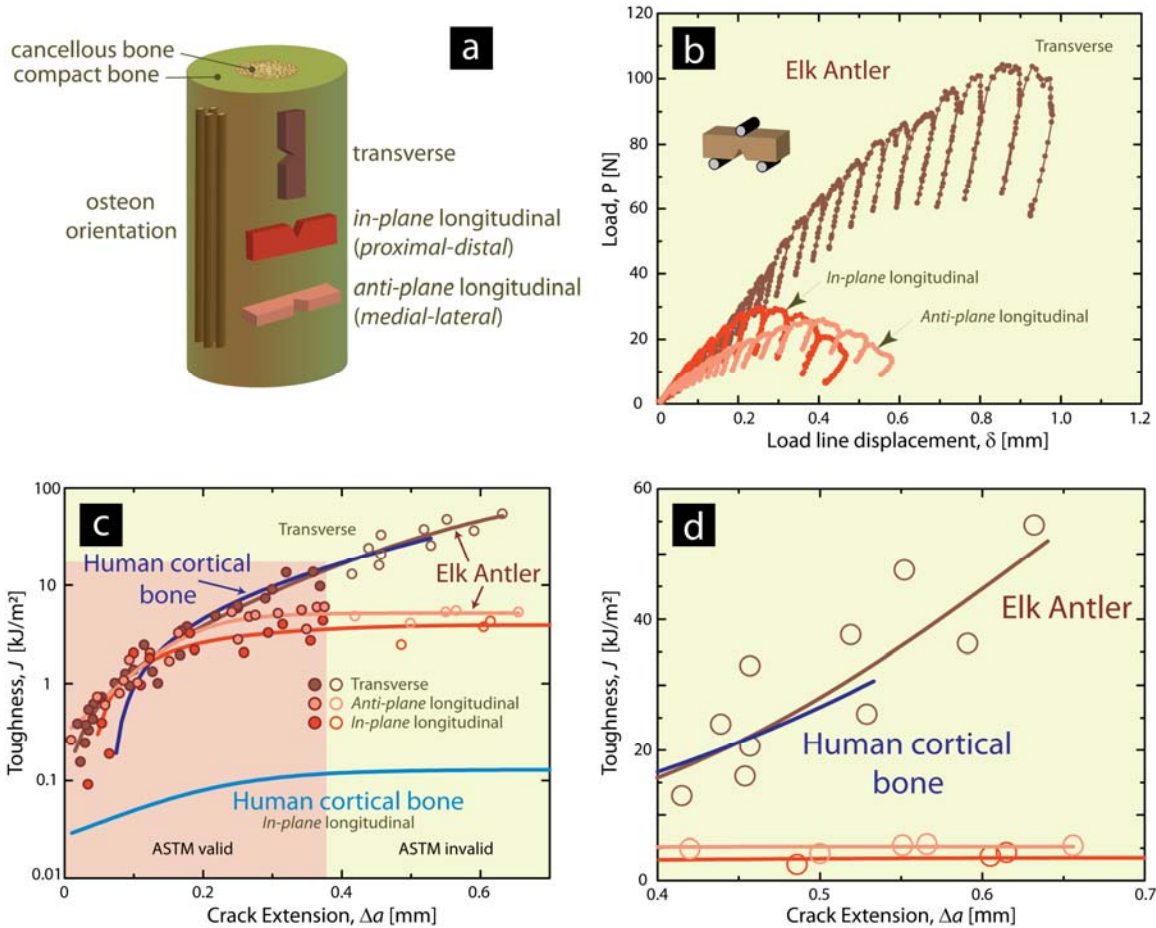 a
cancellous bone
compact bone
transverse
osteon
orientation
in-plane longitudinal
(proximal-distal)
anti-plane longitudinal
(medial-lateral)
b
Elk Antler
Transverse
In-plane longitudinal
Anti-plane longitudinal
Load, P [N]
120
100
80
60
40
20
0
0 0.2 0.4 0.6 0.8 1.0 1.2
Load line displacement, δ [mm]
c
Transverse
Human cortical
bone
Elk Antler
Transverse
Anti-plane longitudinal
In-plane longitudinal
Human cortical bone
In-plane longitudinal
ASTM valid
ASTM invalid
Toughness, J [kJ/m²]
100
10
1
0.1
0.01
0 0.2 0.4 0.6
Crack Extension, Δa [mm]
d
Elk Antler
Human cortical
bone
Toughness, J [kJ/m²]
60
40
20
0
0.4 0.5 0.6 0.7
Crack Extension, Δa [mm]